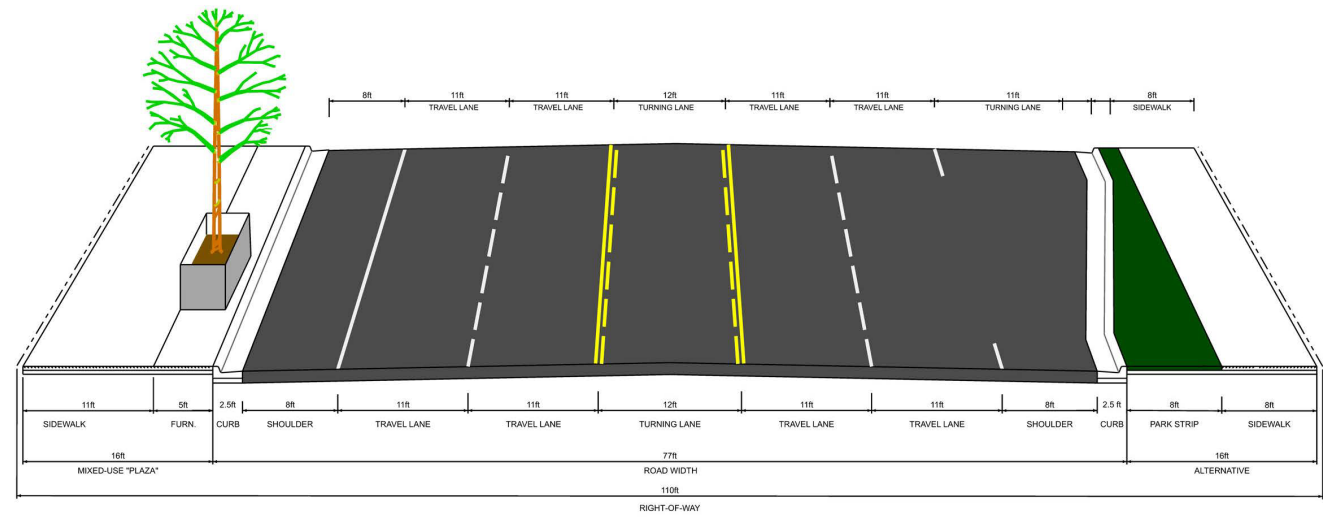 8ft 11ft 11ft 12ft 11ft 11ft 11ft 8ft
TRAVEL LANE TRAVEL LANE TURNING LANE TRAVEL LANE TRAVEL LANE TURNING LANE SIDEWALK
11ft 5ft 2.5ft 8ft 11ft 11ft 12ft 11ft 11ft 8ft 2.5 ft 8ft 8ft
SIDEWALK FURN. CURB SHOULDER TRAVEL LANE TRAVEL LANE TURNING LANE TRAVEL LANE TRAVEL LANE SHOULDER CURB PARK STRIP SIDEWALK
16ft 77ft 16ft
MIXED-USE "PLAZA" ROAD WIDTH ALTERNATIVE
110ft
RIGHT-OF-WAY